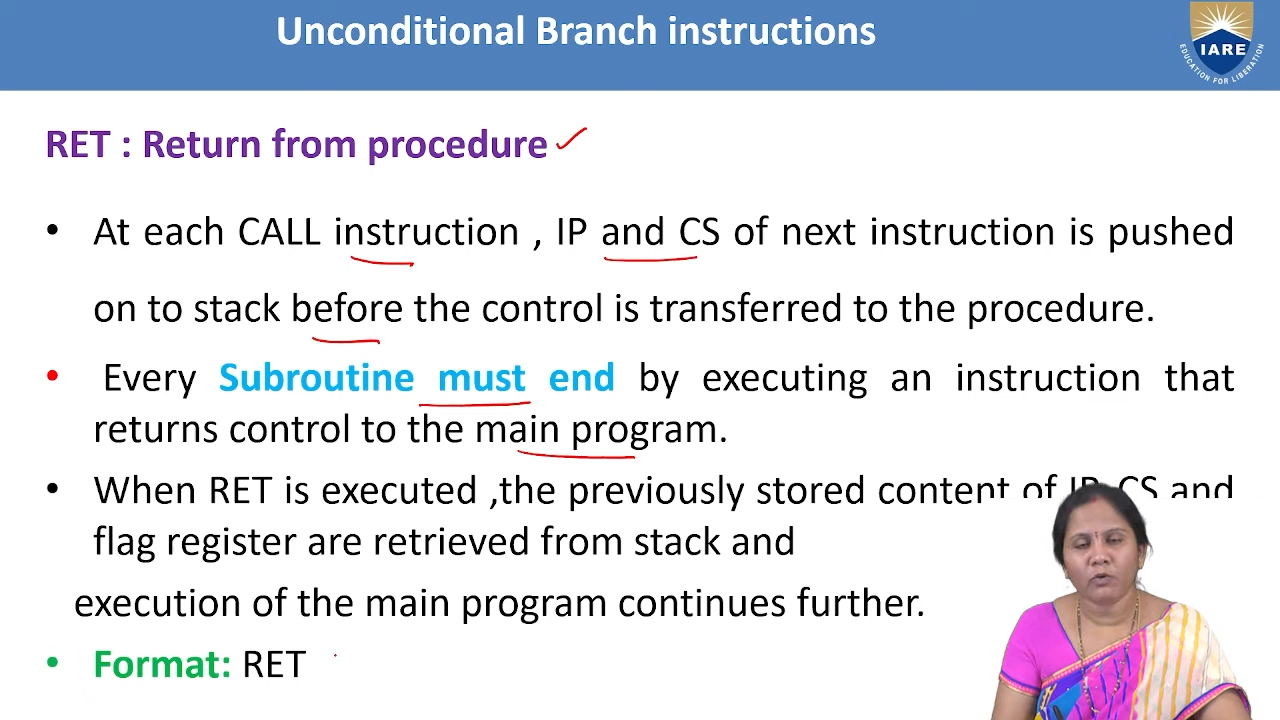 Unconditional Branch instructions
IARE
EDUCATION FOR LIBERATION
RET : Return from procedure
• At each CALL instruction , IP and CS of next instruction is pushed
on to stack before the control is transferred to the procedure.
• Every Subroutine must end by executing an instruction that
returns control to the main program.
• When RET is executed ,the previously stored content of IP, CS and
flag register are retrieved from stack and
execution of the main program continues further.
• Format: RET